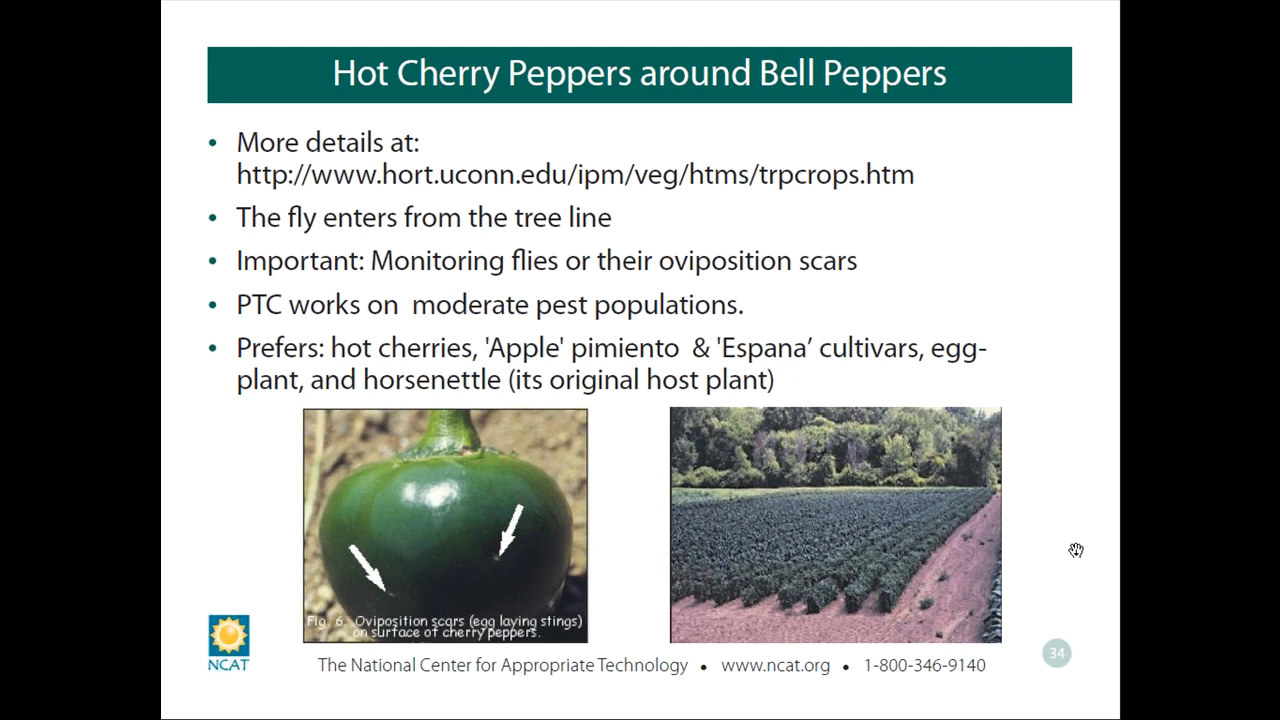 Hot Cherry Peppers around Bell Peppers
• More details at:
http://www.hort.uconn.edu/ipm/veg/htms/trpcrops.htm
• The fly enters from the tree line
• Important: Monitoring flies or their oviposition scars
• PTC works on moderate pest populations.
• Prefers: hot cherries, 'Apple' pimiento & 'Espana’ cultivars, egg-
plant, and horsenettle (its original host plant)
Fig. 6. Oviposition scars (egg laying stings)
on surface of cherry peppers.
NCAT
The National Center for Appropriate Technology • www.ncat.org • 1-800-346-9140
34